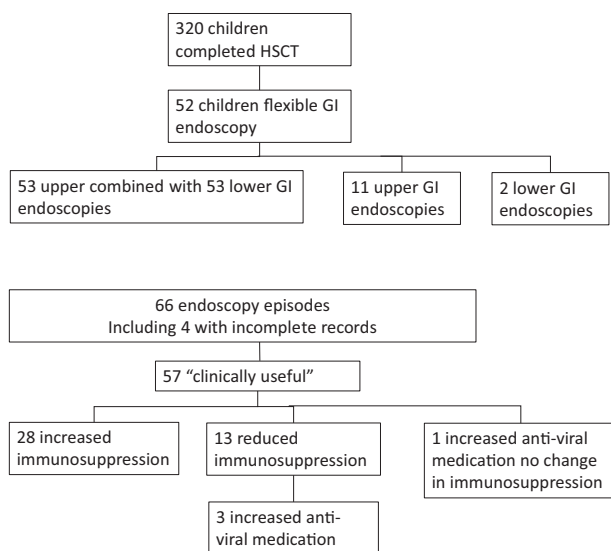 320 children
completed HSCT
52 children flexible GI
endoscopy
53 upper combined with 53 lower GI
endoscopies
11 upper GI
endoscopies
2 lower GI
endoscopies
66 endoscopy episodes
Including 4 with incomplete records
57 “clinically useful”
28 increased
immunosuppression
13 reduced
immunosuppression
1 increased anti-viral
medication no change
in immunosuppression
3 increased anti-
viral medication